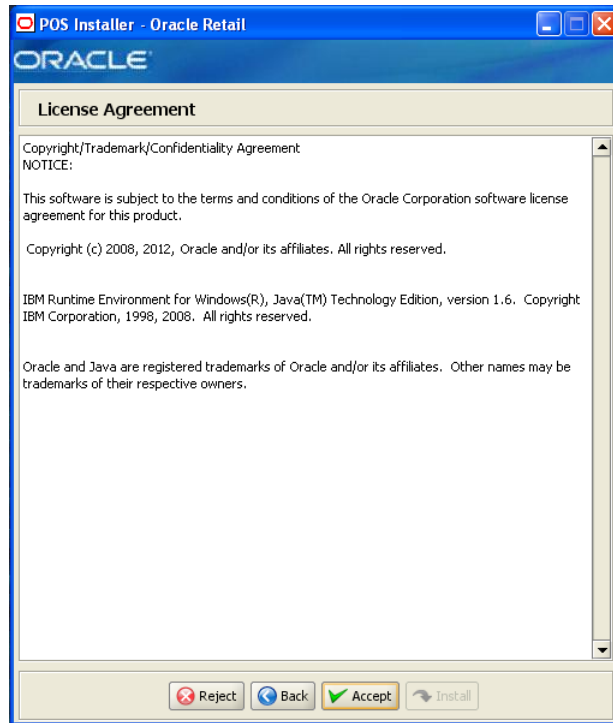 POS Installer - Oracle Retail
ORACLE
License Agreement
Copyright/Trademark/Confidentiality Agreement
NOTICE:
This software is subject to the terms and conditions of the Oracle Corporation software license
agreement for this product.
Copyright (c) 2008, 2012, Oracle and/or its affiliates. All rights reserved.
IBM Runtime Environment for Windows(R), Java(TM) Technology Edition, version 1.6.  Copyright
IBM Corporation, 1998, 2008.  All rights reserved.
Oracle and Java are registered trademarks of Oracle and/or its affiliates.  Other names may be
trademarks of their respective owners.
Reject Back Accept Install